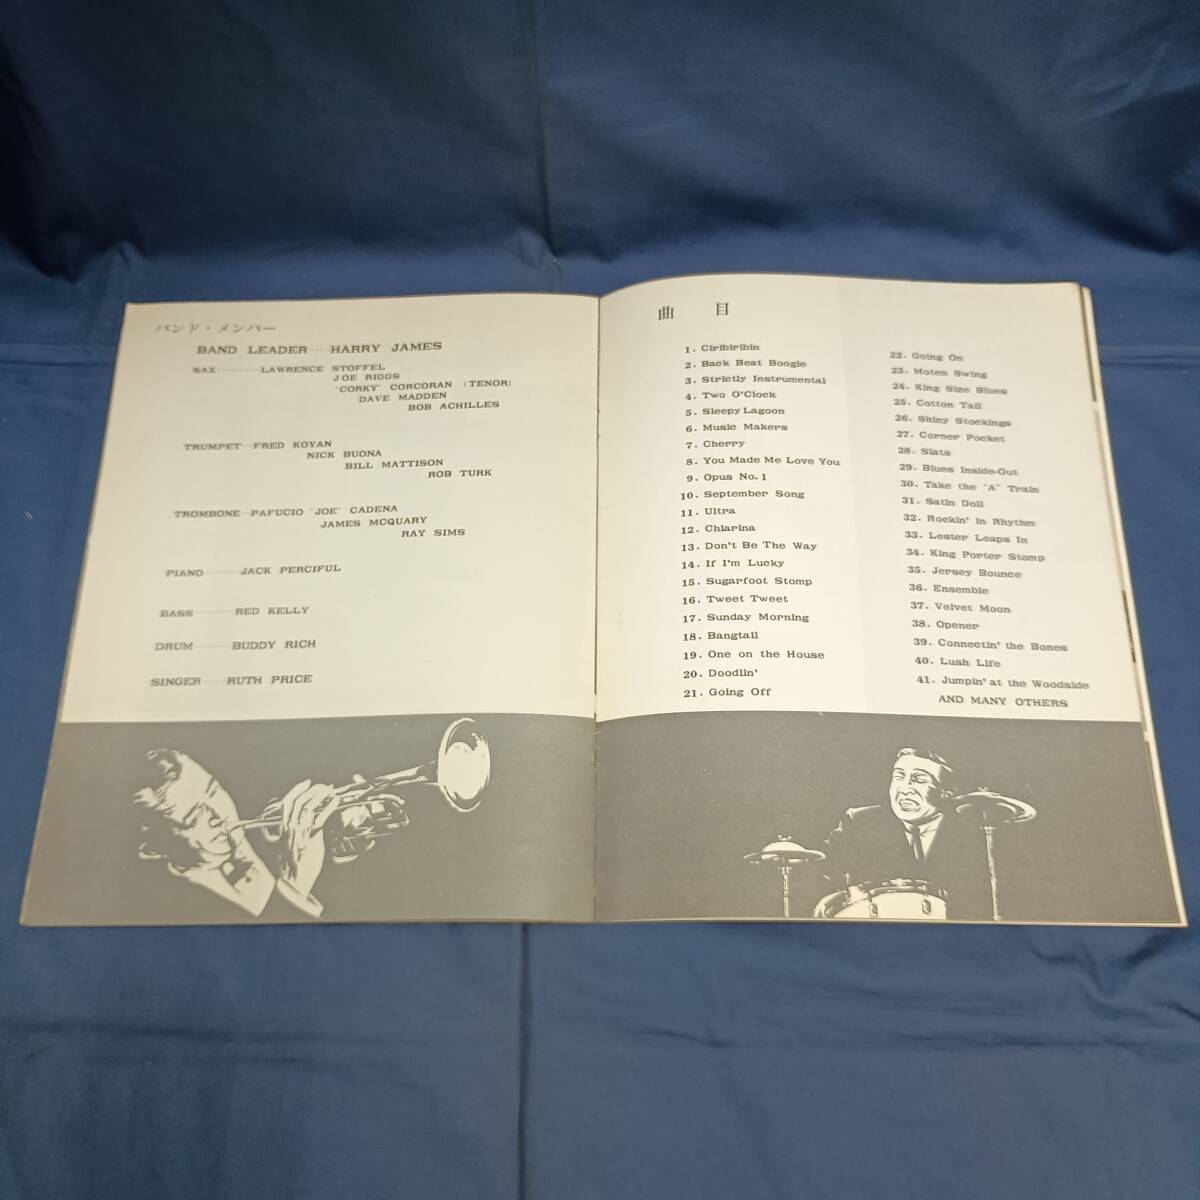 バンド・メンバー
BAND LEADER……HARRY JAMES
SAX……LAWRENCE STOFFEL
JOE RIGGS
"CORKY" CORCORAN (TENOR)
DAVE MADDEN
BOB ACHILLES
TRUMPET…FRED KOYAN
NICK BUONA
BILL MATTISON
ROB TURK
TROMBONE…PAFUCIO "JOE" CADENA
JAMES MCQUARY
RAY SIMS
PIANO……JACK PERCIFUL
BASS……RED KELLY
DRUM……BUDDY RICH
SINGER……RUTH PRICE
曲 目
1. Ciribiribin
2. Back Beat Boogie
3. Strictly Instrumental
4. Two O'Clock
5. Sleepy Lagoon
6. Music Makers
7. Cherry
8. You Made Me Love You
9. Opus No. 1
10. September Song
11. Ultra
12. Chiarina
13. Don't Be The Way
14. If I'm Lucky
15. Sugarfoot Stomp
16. Tweet Tweet
17. Sunday Morning
18. Bangtail
19. One on the House
20. Doodlin'
21. Going Off
22. Going On
23. Moten Swing
24. King Size Blues
25. Cotton Tail
26. Shiny Stockings
27. Corner Pocket
28. Slats
29. Blues Inside-Out
30. Take the "A" Train
31. Satin Doll
32. Rockin' in Rhythm
33. Lester Leaps In
34. King Porter Stomp
35. Jersey Bounce
36. Ensemble
37. Velvet Moon
38. Opener
39. Connectin' the Bones
40. Lush Life
41. Jumpin' at the Woodside
AND MANY OTHERS